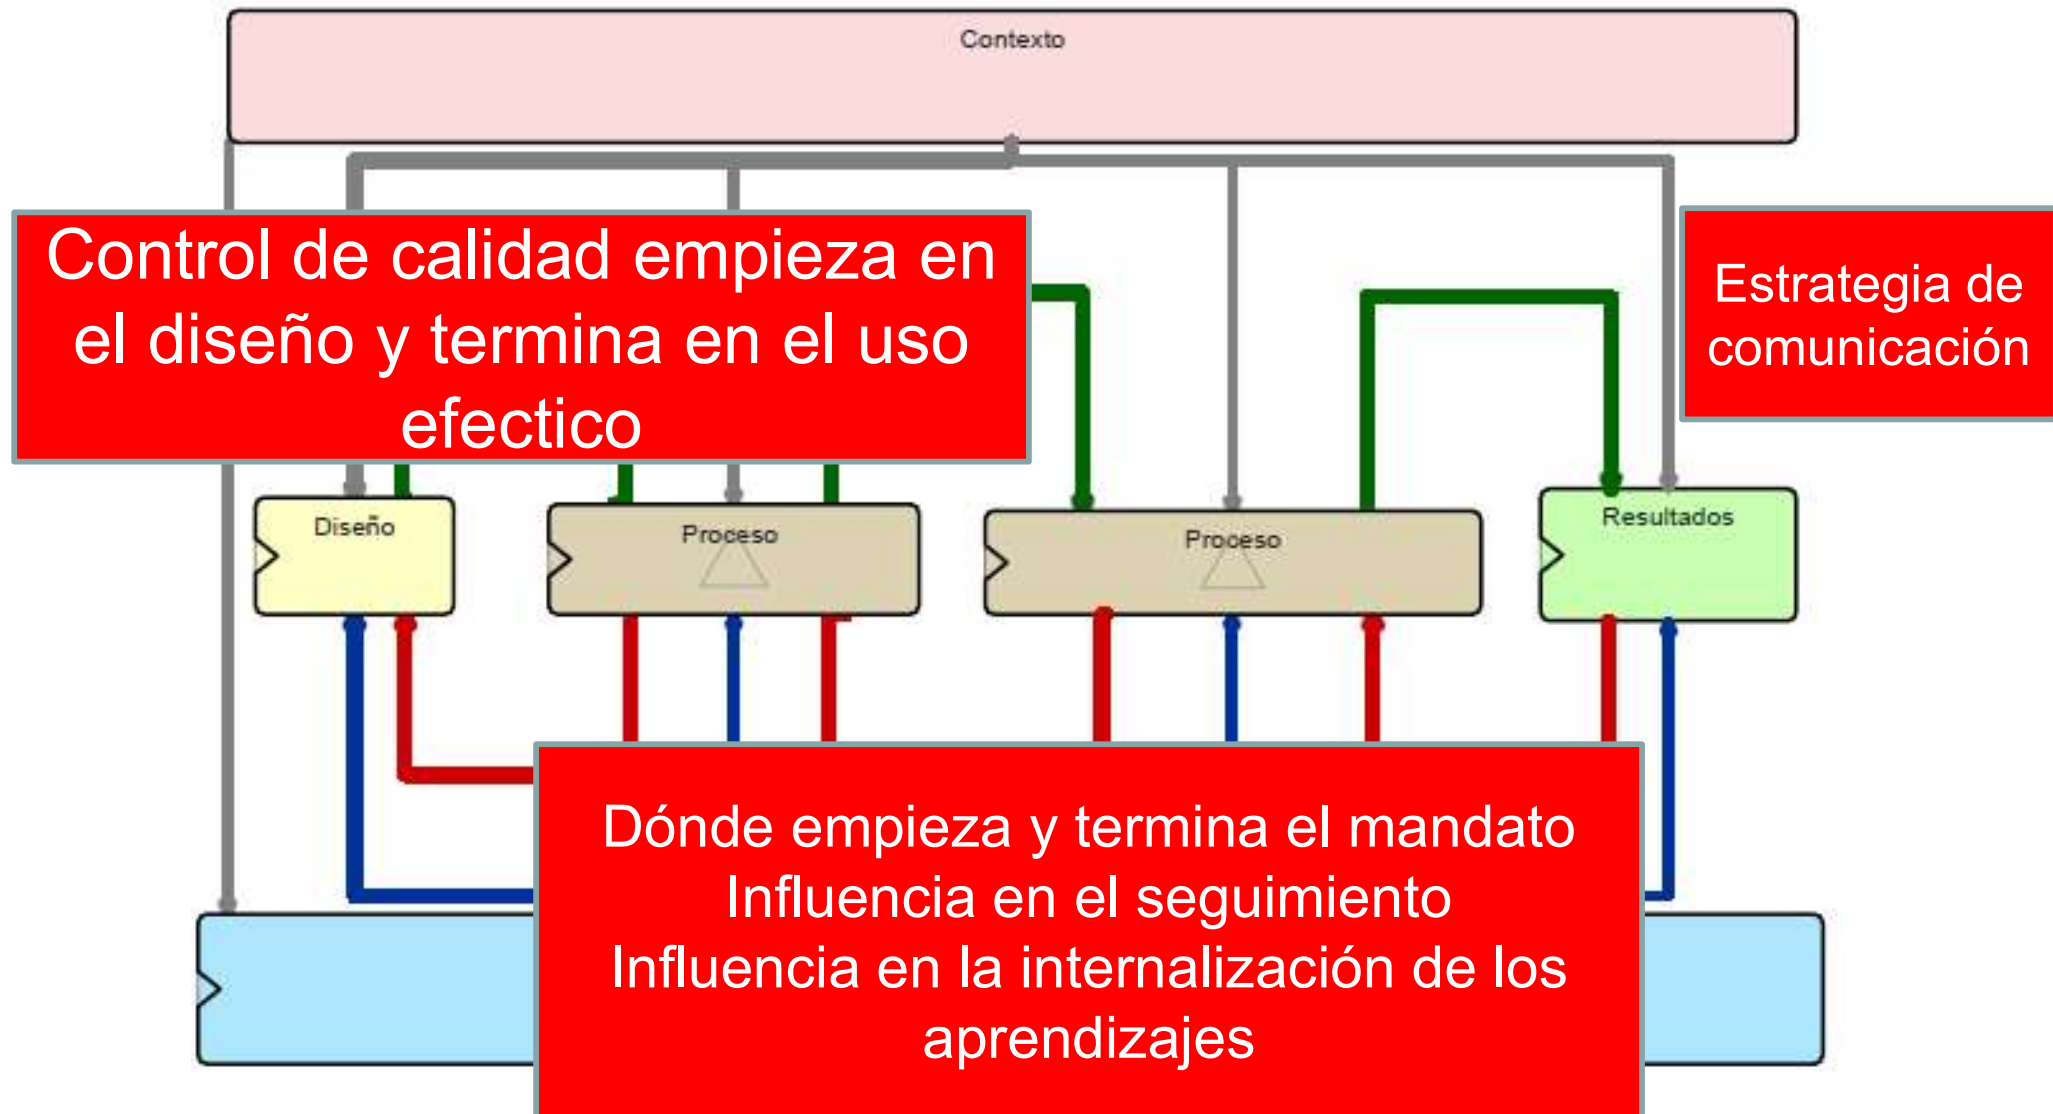 Contexto
Control de calidad empieza en
el diseño y termina en el uso
efectico
Estrategia de
comunicación
Diseño
Proceso
Proceso
Resultados
Dónde empieza y termina el mandato
Influencia en el seguimiento
Influencia en la internalización de los
aprendizajes